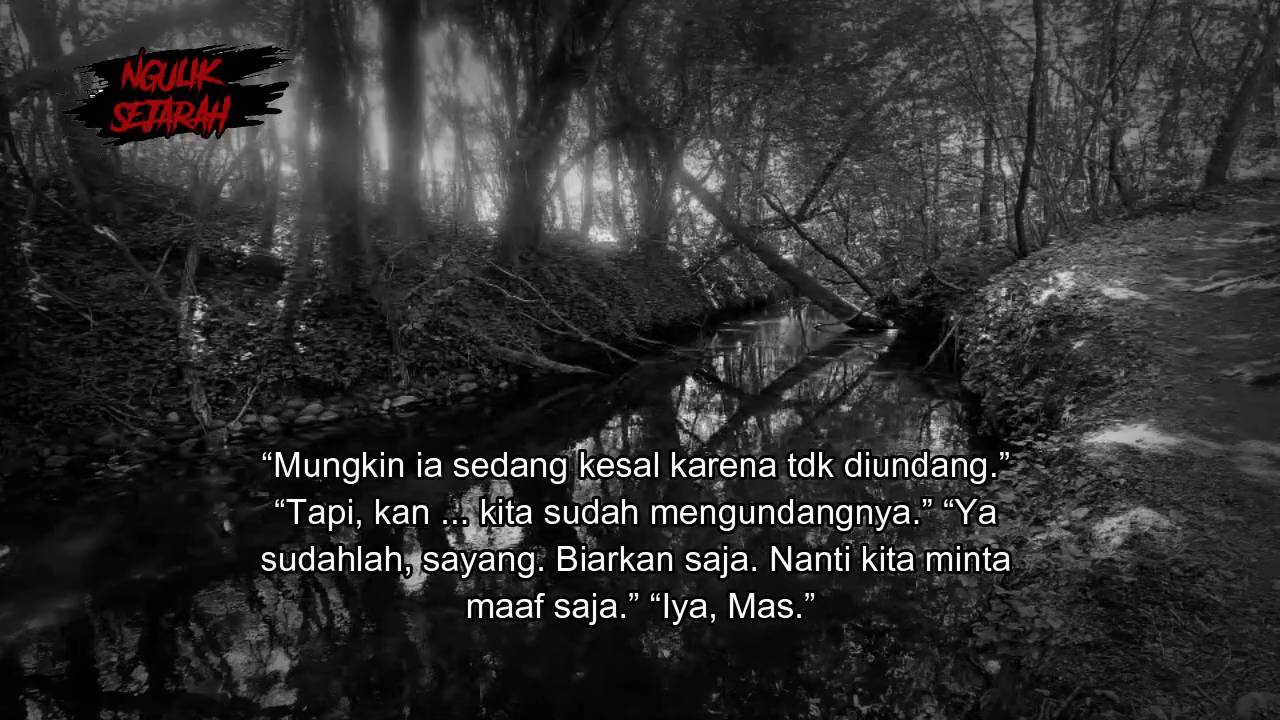 NGULIK
SEJARAH
“Mungkin ia sedang kesal karena tdk diundang.”
“Tapi, kan ... kita sudah mengundangnya.” “Ya
sudahlah, sayang. Biarkan saja. Nanti kita minta
maaf saja.” “Iya, Mas.”